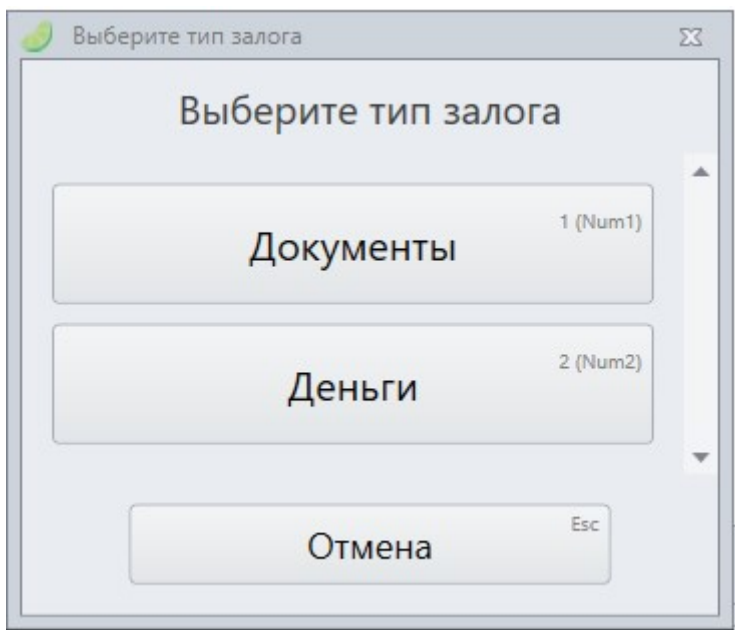 Выберите тип залога
Выберите тип залога
1 (Num1)
Документы
2 (Num2)
Деньги
Esc
Отмена